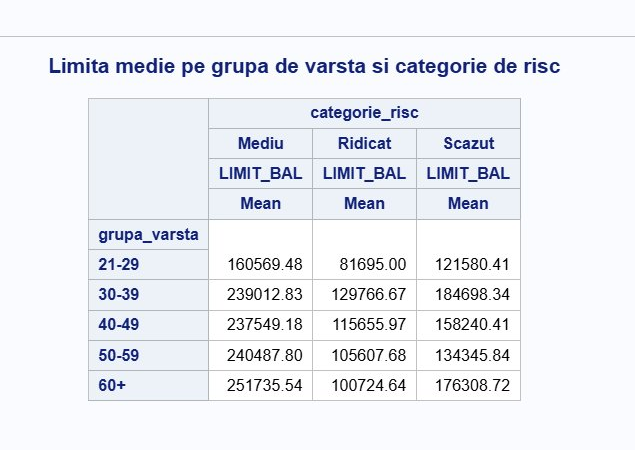 Limita medie pe grupa de varsta si categorie de risc
categorie_risc
Mediu Ridicat Scazut
LIMIT_BAL LIMIT_BAL LIMIT_BAL
Mean Mean Mean
grupa_varsta
21-29 160569.48 81695.00 121580.41
30-39 239012.83 129766.67 184698.34
40-49 237549.18 115655.97 158240.41
50-59 240487.80 105607.68 134345.84
60+ 251735.54 100724.64 176308.72